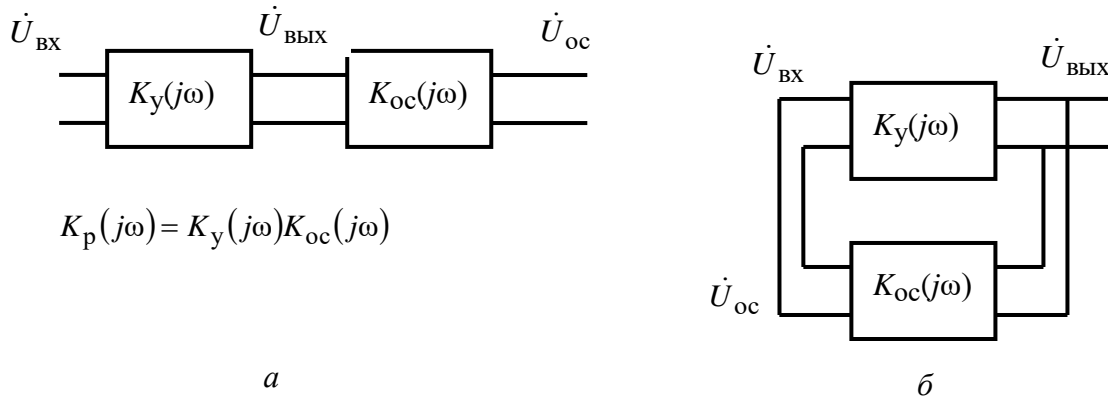 U̇вх
U̇вых
U̇ос
Kу(jω)
Kос(jω)
Kр(jω) = Kу(jω)Kос(jω)
а
U̇вх
U̇вых
Kу(jω)
Kос(jω)
U̇ос
б